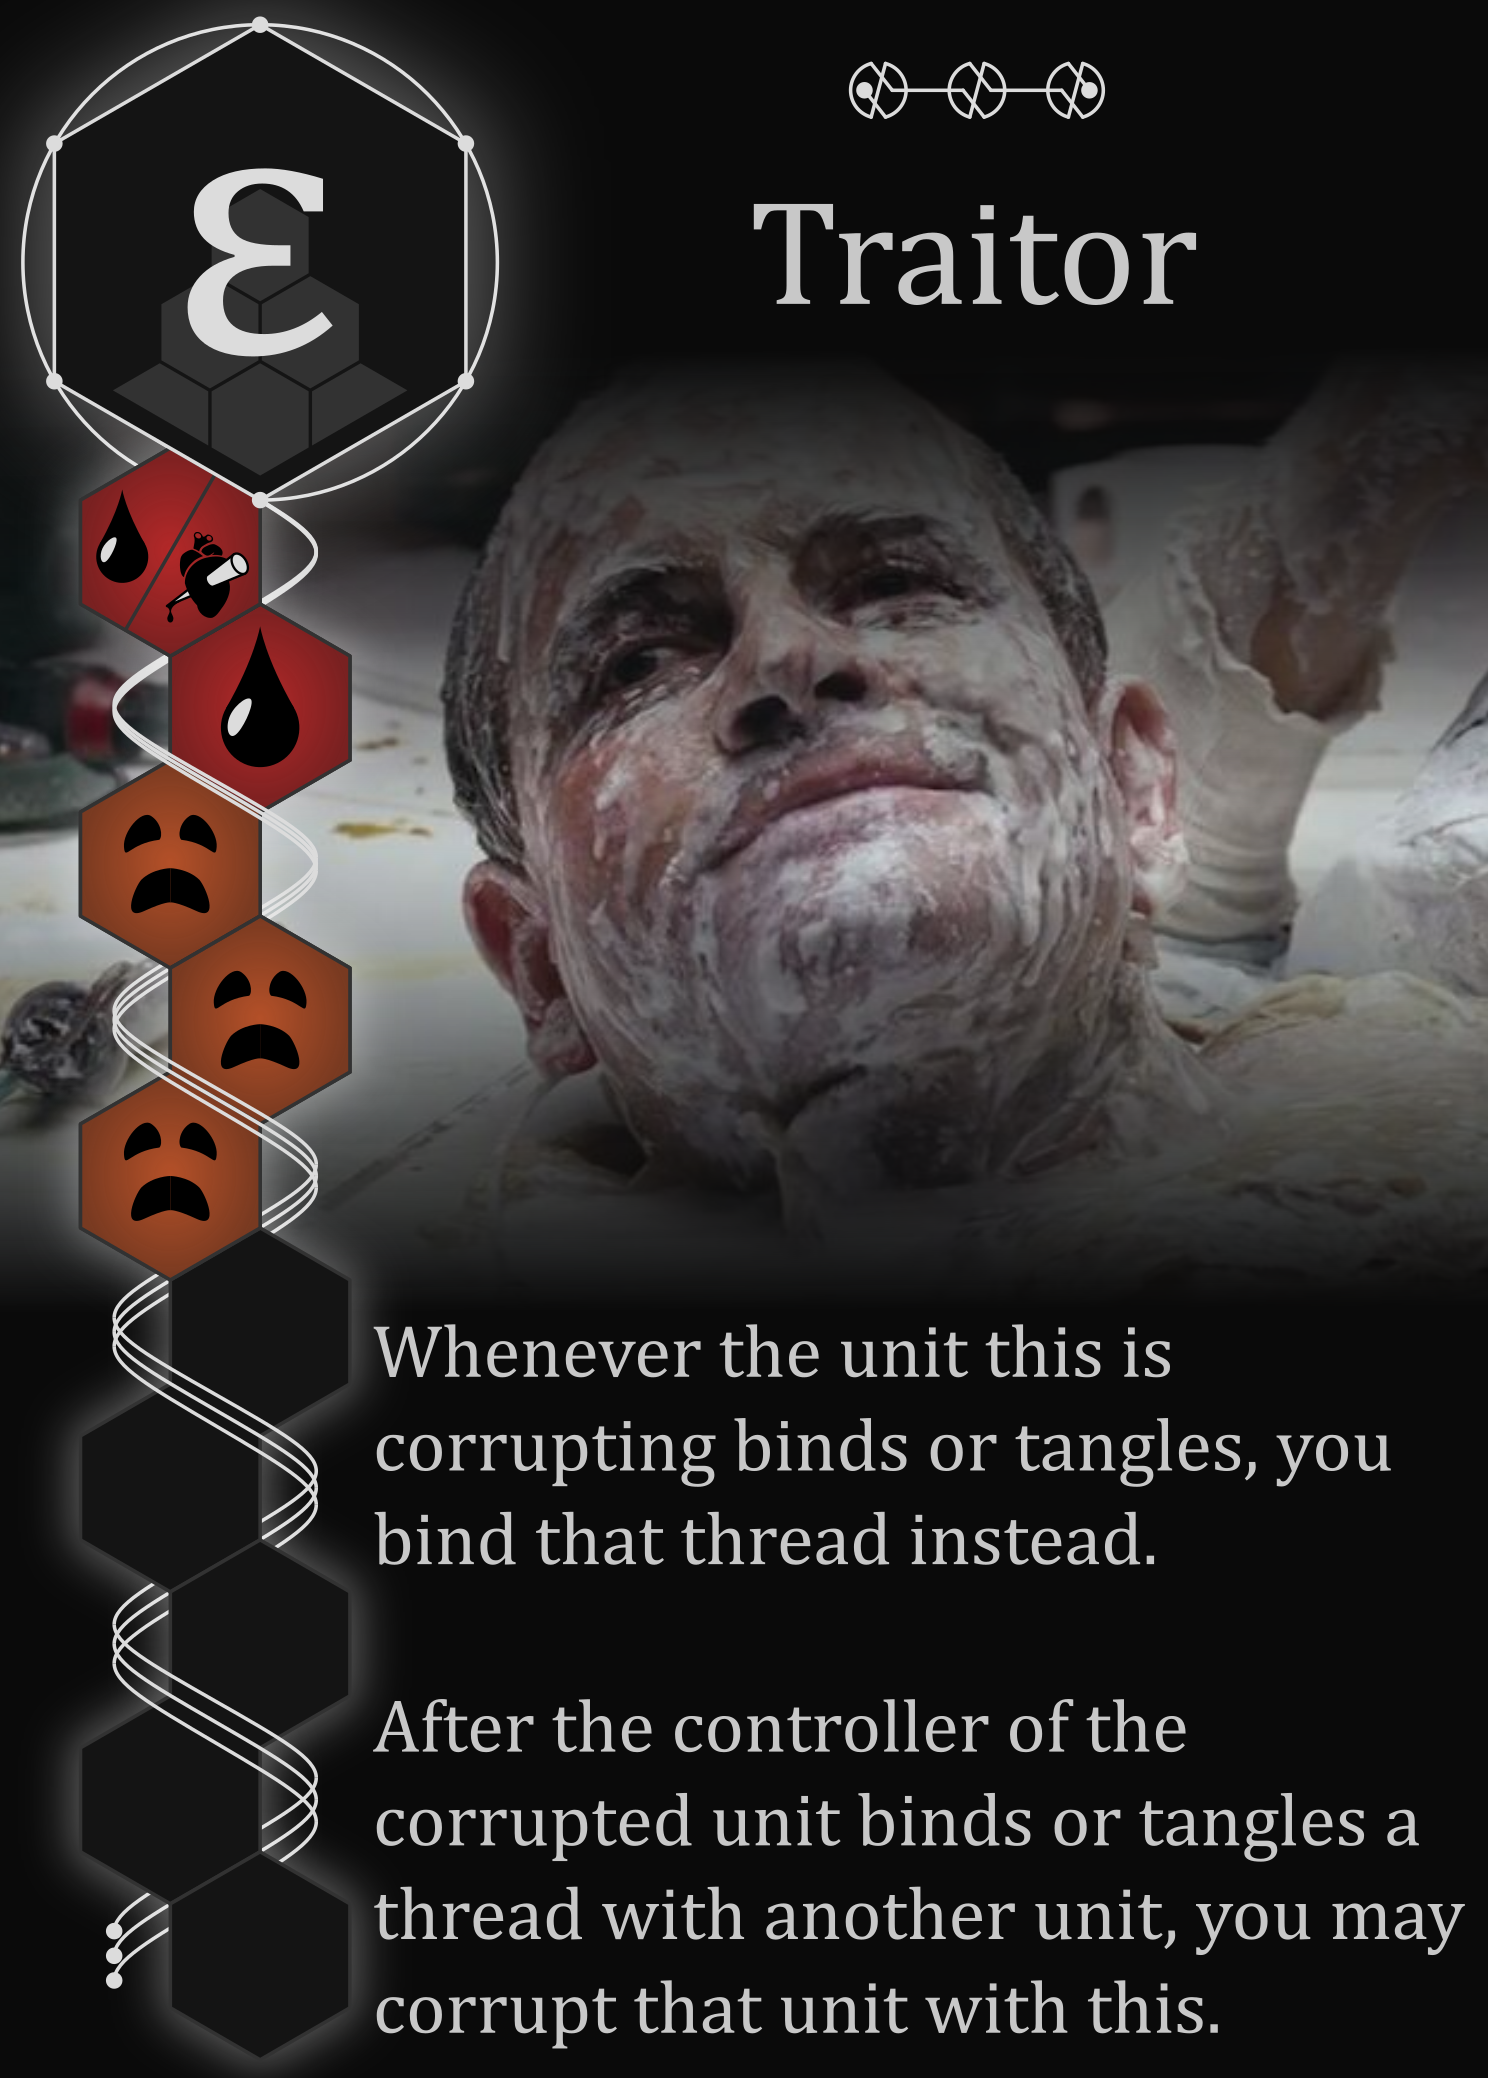 ε
Traitor
Whenever the unit this is
corrupting binds or tangles, you
bind that thread instead.
After the controller of the
corrupted unit binds or tangles a
thread with another unit, you may
corrupt that unit with this.